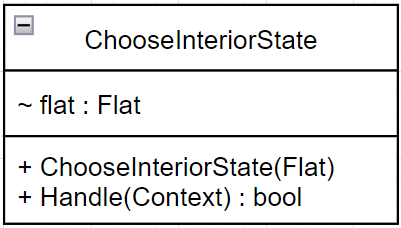 ChooseInteriorState
~ flat : Flat
+ ChooseInteriorState(Flat)
+ Handle(Context) : bool